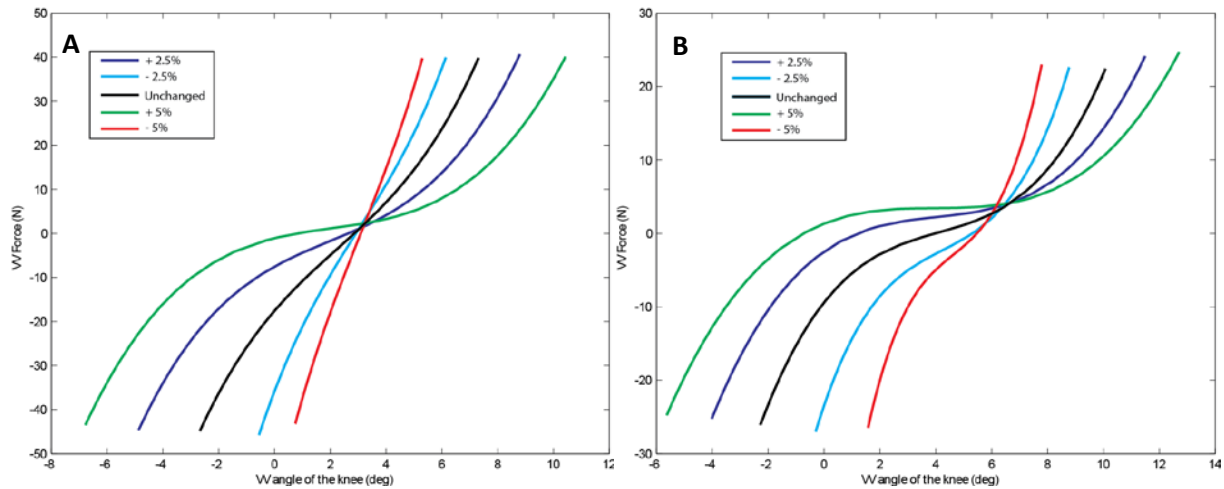 A
+ 2.5%
- 2.5%
Unchanged
+ 5%
- 5%
50
40
30
20
10
0
-10
-20
-30
-40
-50
VV Force (N)
-8 -6 -4 -2 0 2 4 6 8 10 12
VV angle of the knee (deg)
B
+ 2.5%
- 2.5%
Unchanged
+ 5%
- 5%
30
20
10
0
-10
-20
-30
VV Force (N)
-6 -4 -2 0 2 4 6 8 10 12 14
VV angle of the knee (deg)